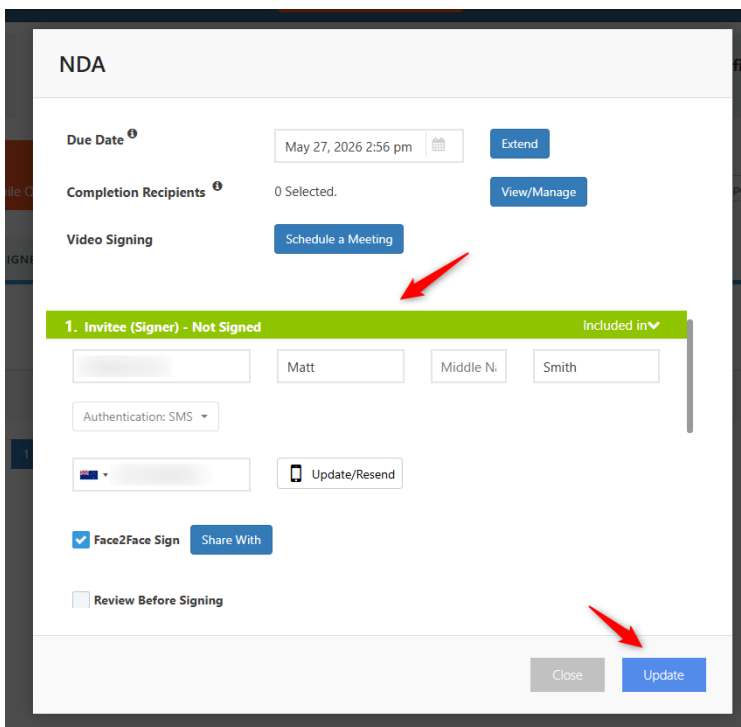 NDA
Due Date
May 27, 2026 2:56 pm
Extend
Completion Recipients
0 Selected.
View/Manage
Video Signing
Schedule a Meeting
1. Invitee (Signer) - Not Signed
Included in
Matt
Middle Na
Smith
Authentication: SMS
Update/Resend
Face2Face Sign
Share With
Review Before Signing
Close
Update
1